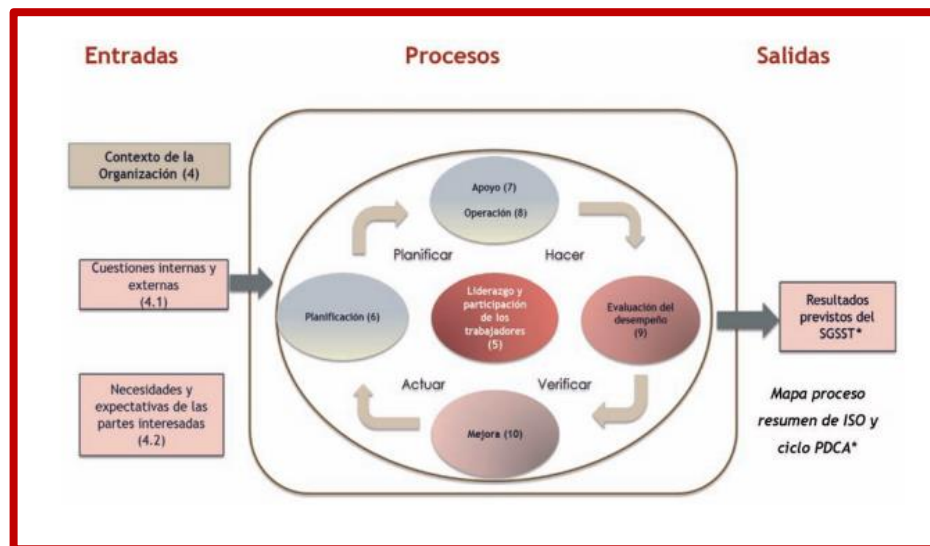 Entradas
Procesos
Salidas
Contexto de la
Organización (4)
Cuestiones internas y
externas
(4.1)
Necesidades y
expectativas de las
partes interesadas
(4.2)
Apoyo (7)
Operación (8)
Planificar
Hacer
Planificación (6)
Liderazgo y
participación
de los
trabajadores
(5)
Evaluación del
desempeño
(9)
Actuar
Verificar
Mejora (10)
Resultados
previstos del
SGSST*
Mapa proceso
resumen de ISO y
ciclo PDCA*